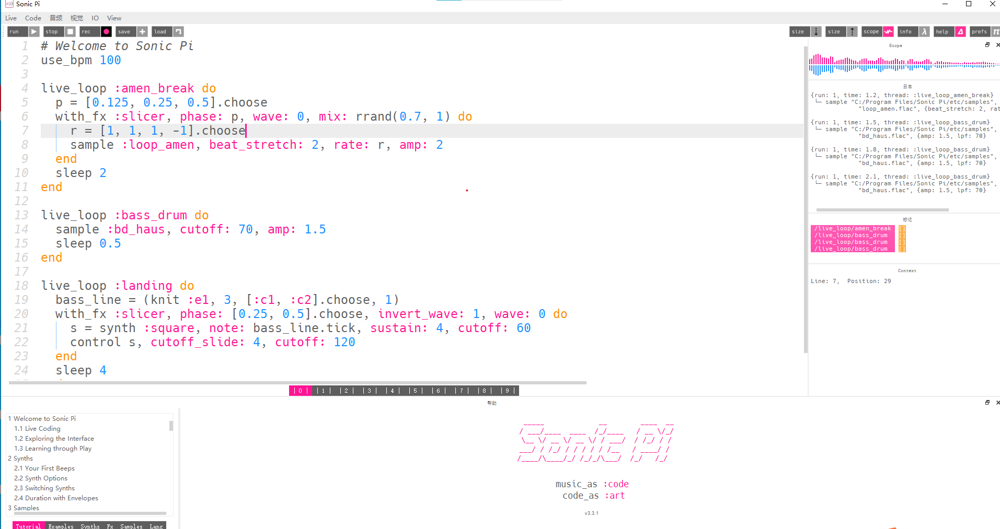 Sonic Pi
Live Code 音频 视觉 IO View
run stop rec save load size size scope info help prefs
1 # Welcome to Sonic Pi
2 use_bpm 100
3
4 live_loop :amen_break do
5 p = [0.125, 0.25, 0.5].choose
6 with_fx :slicer, phase: p, wave: 0, mix: rrand(0.7, 1) do
7 r = [1, 1, 1, -1].choose
8 sample :loop_amen, beat_stretch: 2, rate: r, amp: 2
9 end
10 sleep 2
11 end
12
13 live_loop :bass_drum do
14 sample :bd_haus, cutoff: 70, amp: 1.5
15 sleep 0.5
16 end
17
18 live_loop :landing do
19 bass_line = (knit :e1, 3, [:c1, :c2].choose, 1)
20 with_fx :slicer, phase: [0.25, 0.5].choose, invert_wave: 1, wave: 0 do
21 s = synth :square, note: bass_line.tick, sustain: 4, cutoff: 60
22 control s, cutoff_slide: 4, cutoff: 120
23 end
24 sleep 4
|0| |1| |2| |3| |4| |5| |6| |7| |8| |9|
Scope
日志
{run: 1, time: 1.2, thread: :live_loop_amen_break}
└─ sample "C:/Program Files/Sonic Pi/etc/samples",
"loop_amen.flac", {beat_stretch: 2, rat
{run: 1, time: 1.5, thread: :live_loop_bass_drum}
└─ sample "C:/Program Files/Sonic Pi/etc/samples",
"bd_haus.flac", {amp: 1.5, lpf: 70}
{run: 1, time: 1.8, thread: :live_loop_bass_drum}
└─ sample "C:/Program Files/Sonic Pi/etc/samples",
"bd_haus.flac", {amp: 1.5, lpf: 70}
{run: 1, time: 2.1, thread: :live_loop_bass_drum}
└─ sample "C:/Program Files/Sonic Pi/etc/samples",
"bd_haus.flac", {amp: 1.5, lpf: 70}
标记
/live_loop/amen_break []
/live_loop/bass_drum []
/live_loop/bass_drum []
/live_loop/bass_drum []
Context
Line: 7, Position: 29
帮助
1 Welcome to Sonic Pi
1.1 Live Coding
1.2 Exploring the Interface
1.3 Learning through Play
2 Synths
2.1 Your First Beeps
2.2 Synth Options
2.3 Switching Synths
2.4 Duration with Envelopes
3 Samples
Tutorial Examples Synths Fx Samples Lang
Sonic Pi
music_as :code
code_as :art
v3.3.1